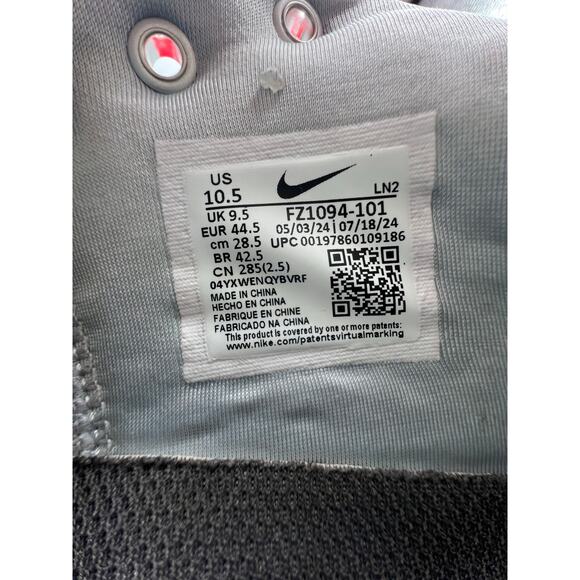 US
10.5
LN2
UK 9.5
FZ1094-101
EUR 44.5
05/03/24|07/18/24
cm 28.5
UPC 00197860109186
BR 42.5
CN 285(2.5)
04YXWENQYBVRF
MADE IN CHINA
HECHO EN CHINA
FABRIQUE EN CHINE
FABRICADO NA CHINA
This product is covered by one or more patents:
www.nike.com/patentsvirtualmarking